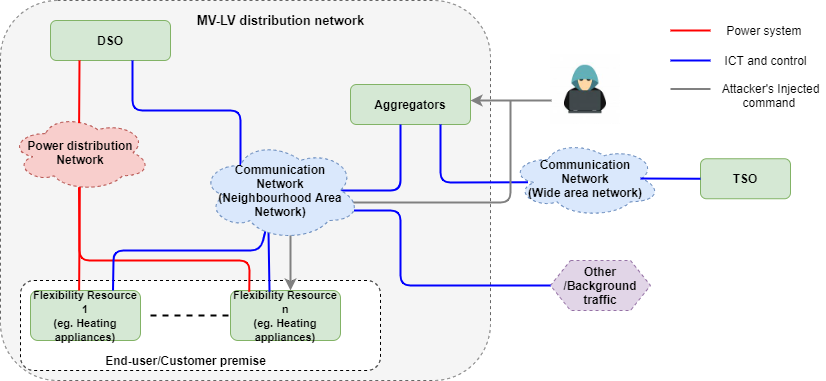 MV-LV distribution network
DSO
Power system
ICT and control
Attacker's Injected
command
Aggregators
Power distribution
Network
Communication
Network
(Neighbourhood Area
Network)
Communication
Network
(Wide area network)
TSO
Other
/Background
traffic
Flexibility Resource
1
(eg. Heating
appliances)
Flexibility Resource
n
(eg. Heating
appliances)
End-user/Customer premise